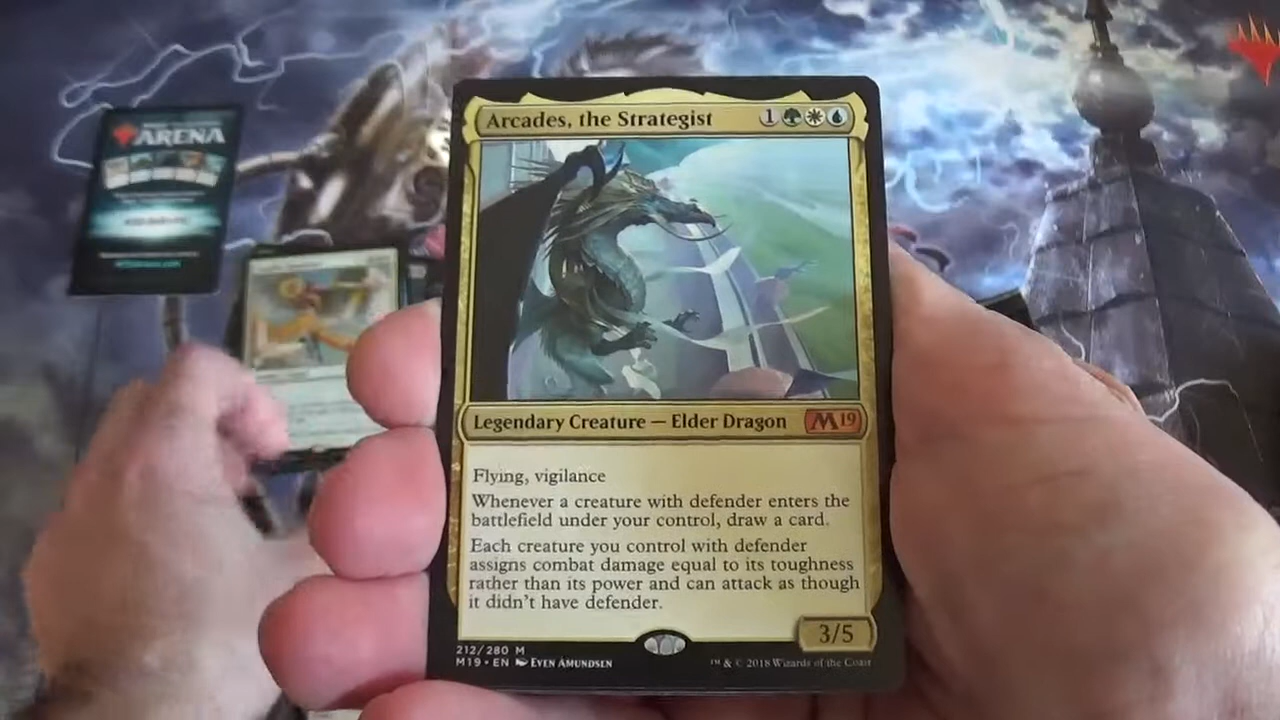 ARENA
Arcades, the Strategist 1
Legendary Creature — Elder Dragon M19
Flying, vigilance
Whenever a creature with defender enters the
battlefield under your control, draw a card.
Each creature you control with defender
assigns combat damage equal to its toughness
rather than its power and can attack as though
it didn't have defender.
3/5
212/280 M
M19 • EN Even Amundsen
™ & © 2018 Wizards of the Coast